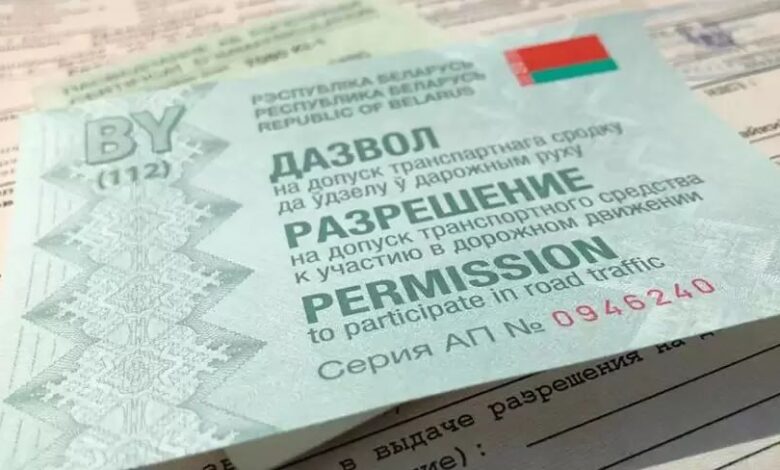 РЭСПУБЛІКА БЕЛАРУСЬ
РЕСПУБЛИКА БЕЛАРУСЬ
REPUBLIC OF BELARUS
BY
(112)
ДАЗВОЛ
на допуск транспартнага сродку
да ўдзелу ў дарожным руху
РАЗРЕШЕНИЕ
на допуск транспортного средства
к участию в дорожном движении
PERMISSION
to participate in road traffic
Серия АП № 0946240
в выдаче разрешения на